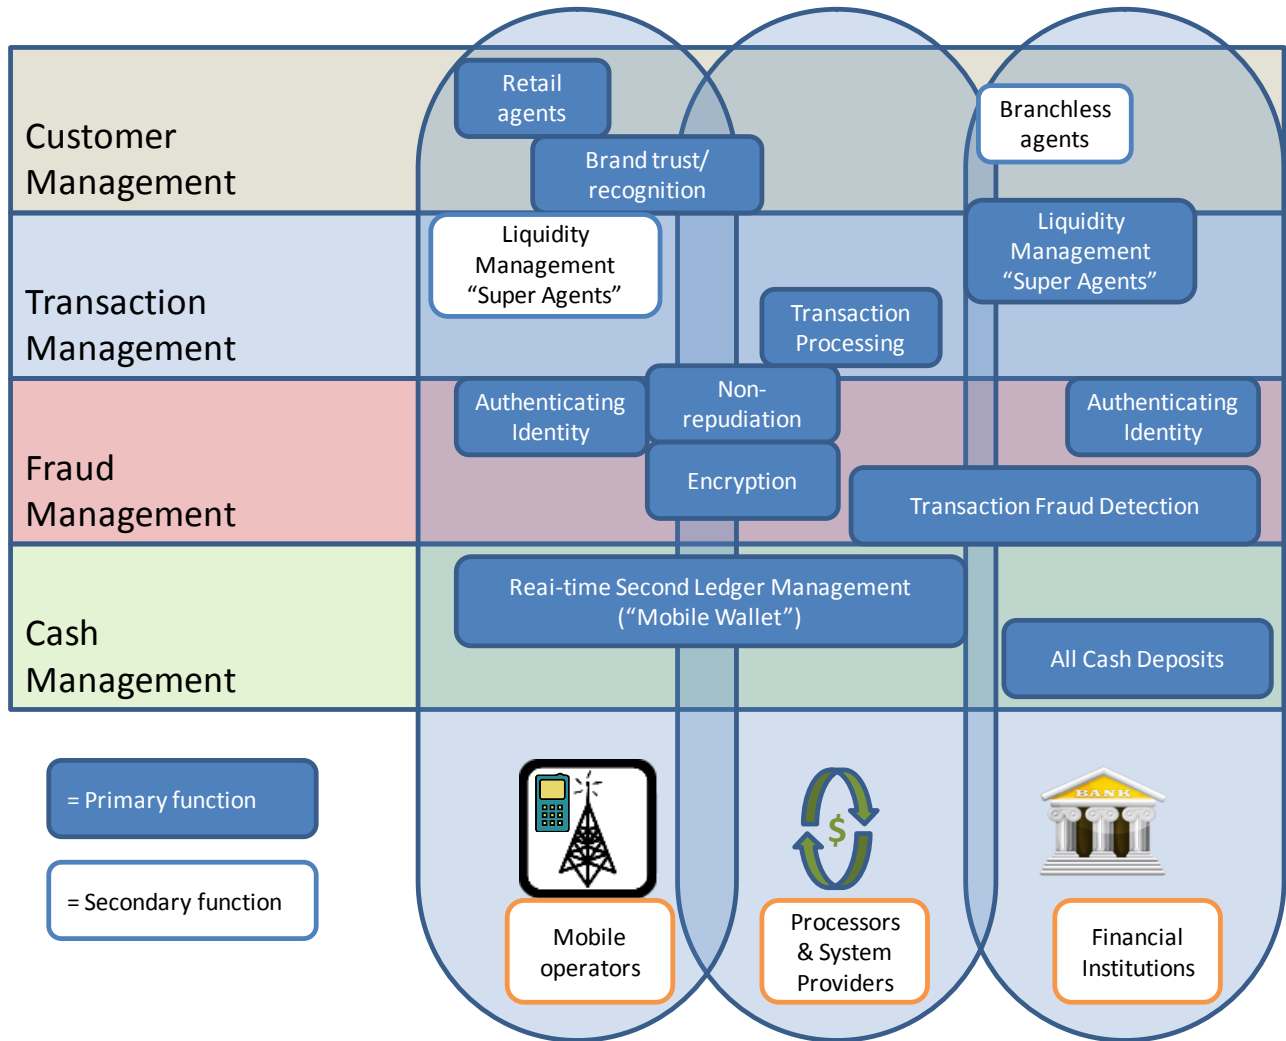 Customer
Management
Retail
agents
Brand trust/
recognition
Branchless
agents
Transaction
Management
Liquidity
Management
“Super Agents”
Transaction
Processing
Liquidity
Management
“Super Agents”
Fraud
Management
Authenticating
Identity
Non-
repudiation
Encryption
Authenticating
Identity
Transaction Fraud Detection
Cash
Management
Reai-time Second Ledger Management
(“Mobile Wallet”)
All Cash Deposits
= Primary function
= Secondary function
$
BANK
Mobile
operators
Processors
& System
Providers
Financial
Institutions